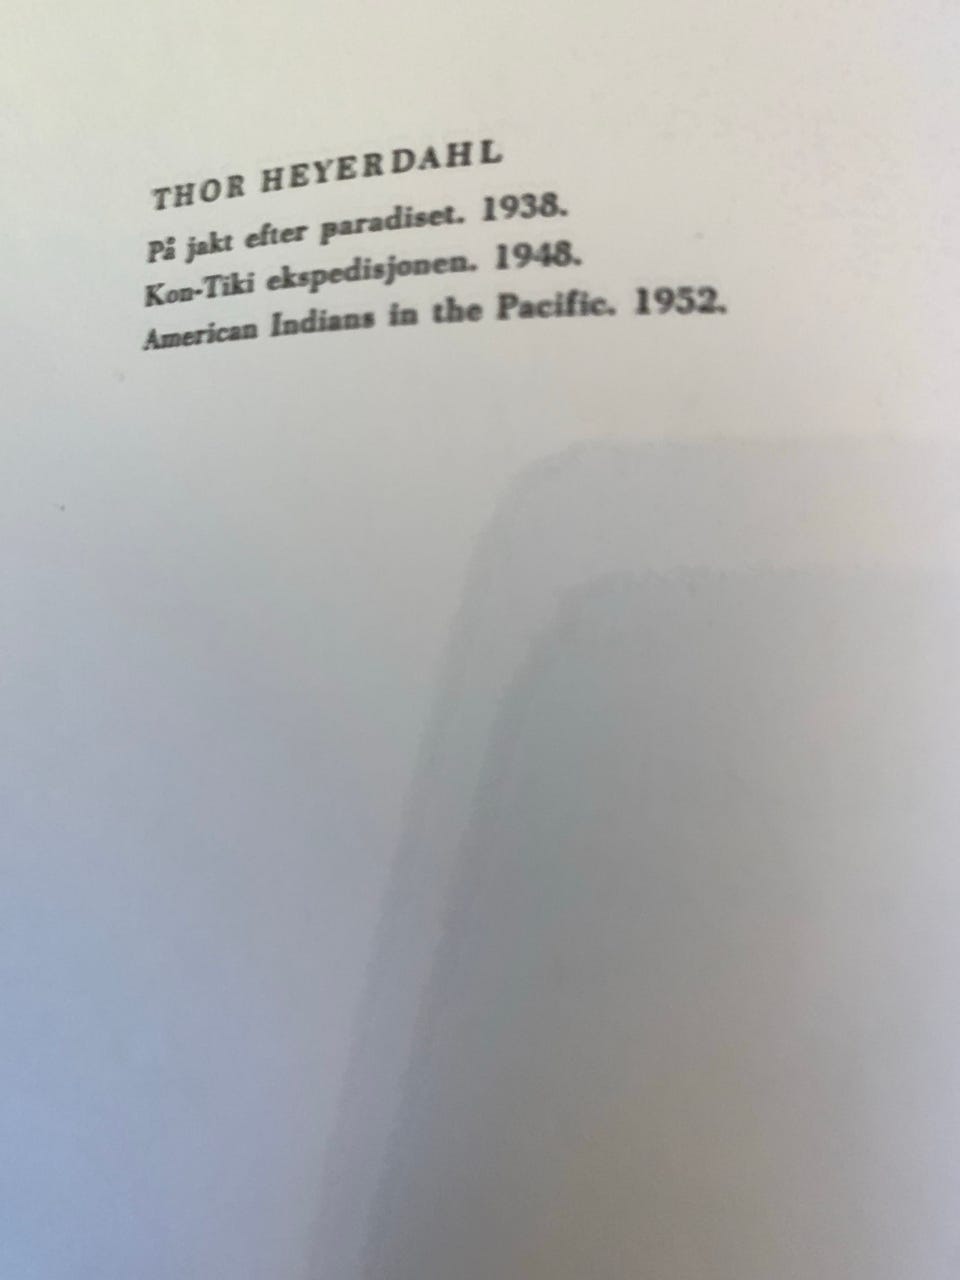 THOR HEYERDAHL
På jakt efter paradiset. 1938.
Kon-Tiki ekspedisjonen. 1948.
American Indians in the Pacific. 1952.